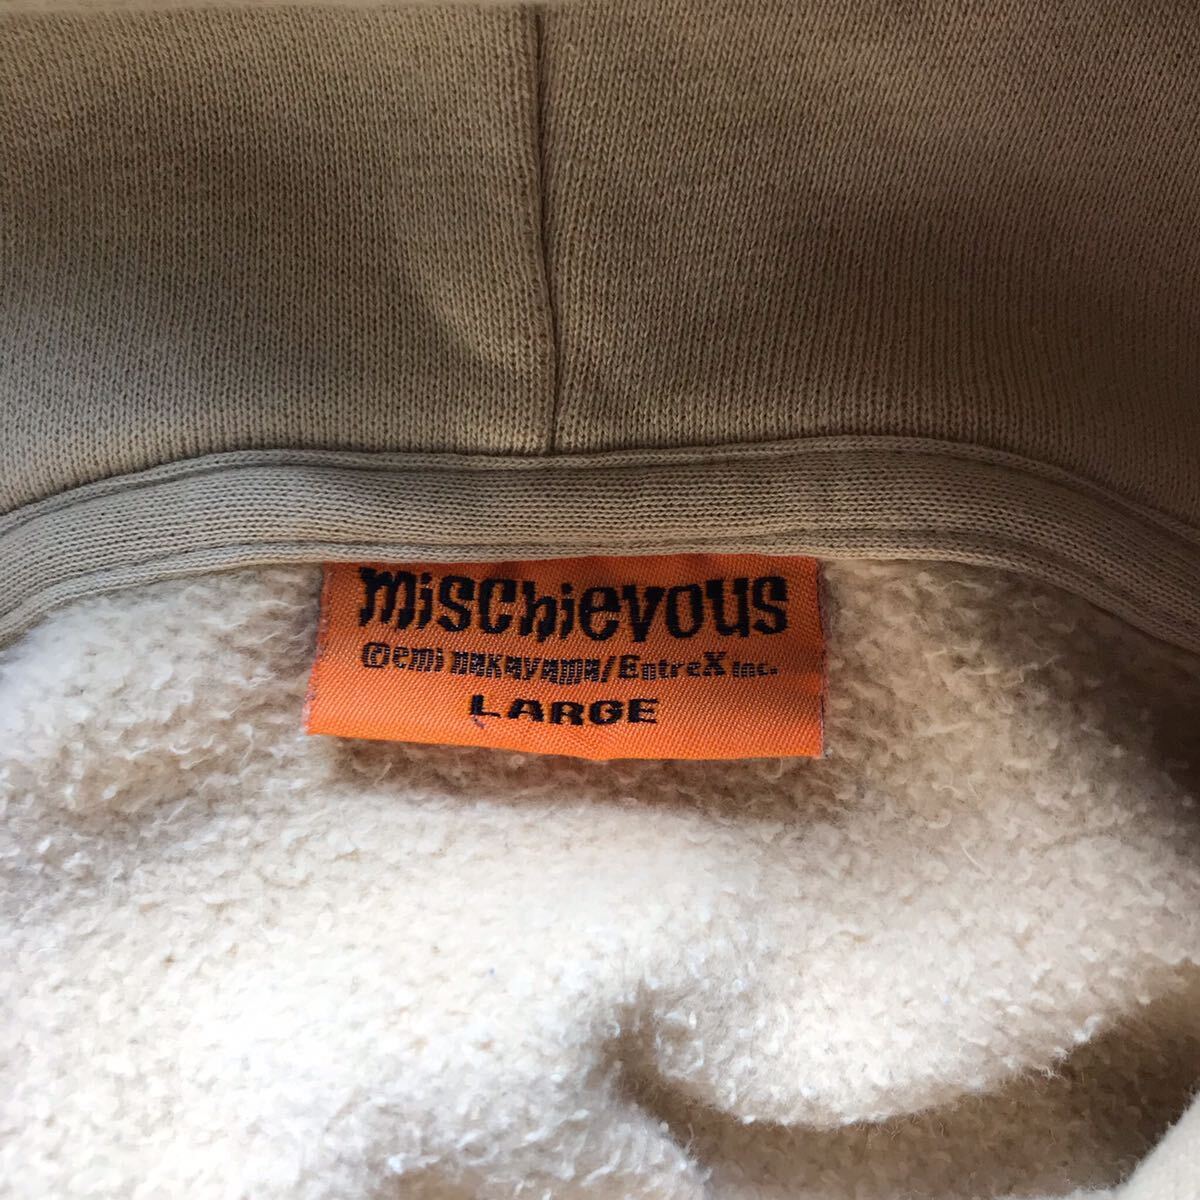 mischievous
©emi nakayama/EntreX inc.
LARGE